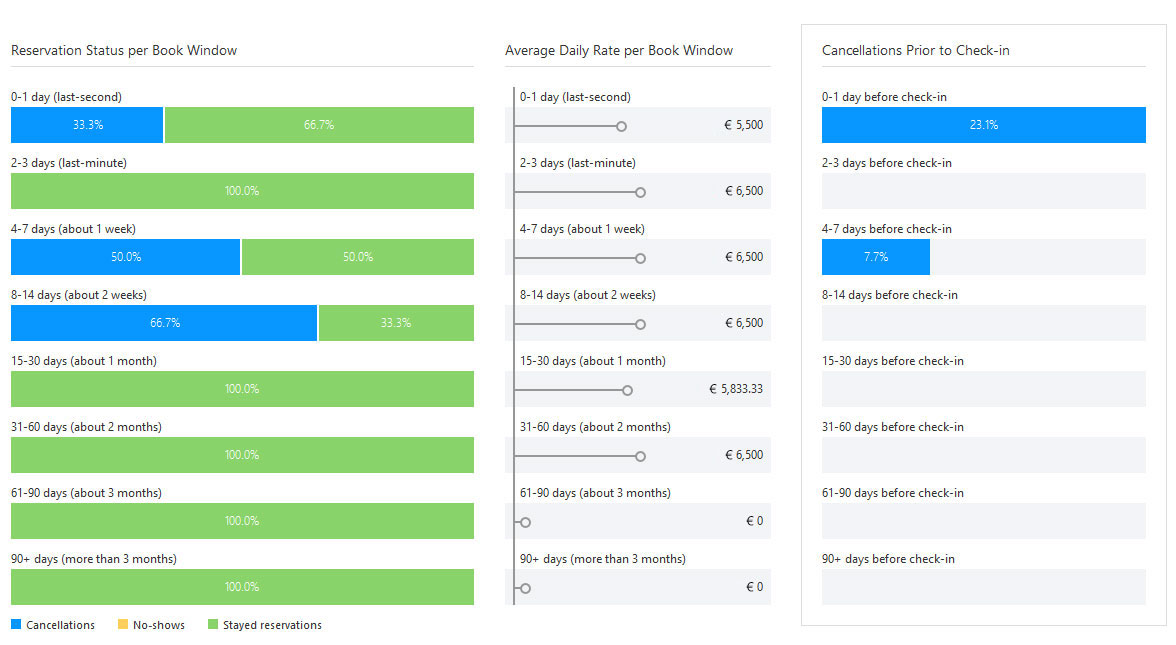 Reservation Status per Book Window
0-1 day (last-second)
33.3% 66.7%
2-3 days (last-minute)
100.0%
4-7 days (about 1 week)
50.0% 50.0%
8-14 days (about 2 weeks)
66.7% 33.3%
15-30 days (about 1 month)
100.0%
31-60 days (about 2 months)
100.0%
61-90 days (about 3 months)
100.0%
90+ days (more than 3 months)
100.0%
Cancellations No-shows Stayed reservations
Average Daily Rate per Book Window
0-1 day (last-second)
€ 5,500
2-3 days (last-minute)
€ 6,500
4-7 days (about 1 week)
€ 6,500
8-14 days (about 2 weeks)
€ 6,500
15-30 days (about 1 month)
€ 5,833.33
31-60 days (about 2 months)
€ 6,500
61-90 days (about 3 months)
€ 0
90+ days (more than 3 months)
€ 0
Cancellations Prior to Check-in
0-1 day before check-in
23.1%
2-3 days before check-in
4-7 days before check-in
7.7%
8-14 days before check-in
15-30 days before check-in
31-60 days before check-in
61-90 days before check-in
90+ days before check-in